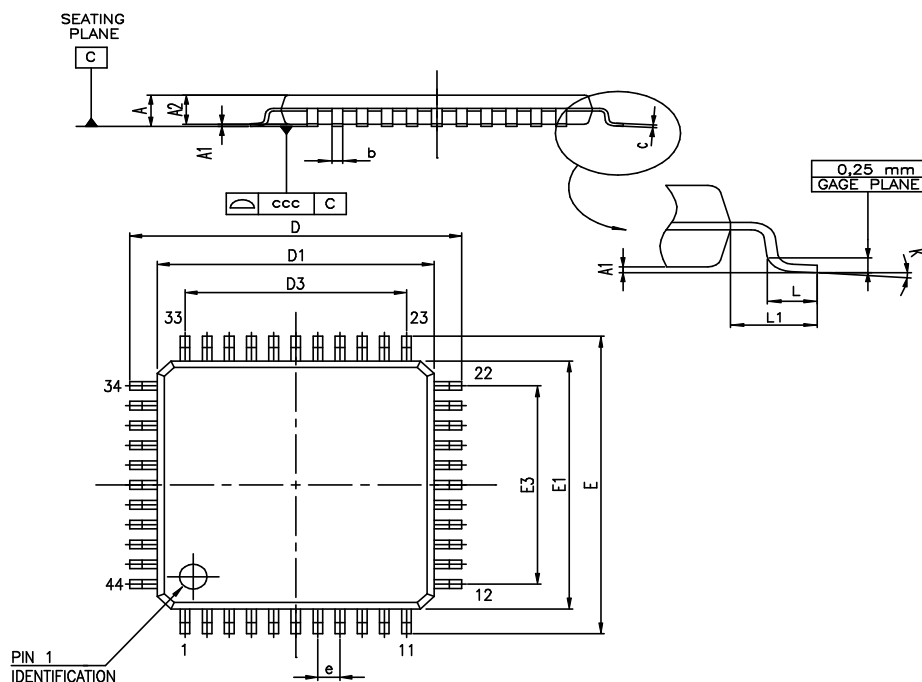 SEATING
PLANE
C
A
A2
A1
b
c
ccc C
0,25 mm
GAGE PLANE
A1
K
L
L1
D
D1
D3
33
23
34
22
E3
E1
E
44
12
1
11
e
PIN 1
IDENTIFICATION